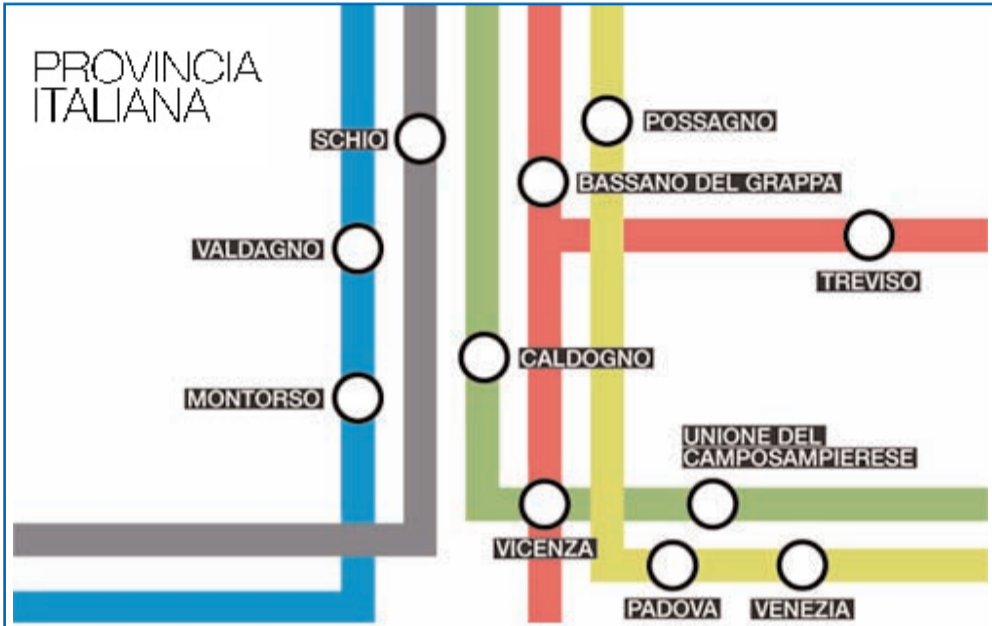 PROVINCIA
ITALIANA
POSSAGNO
SCHIO
BASSANO DEL GRAPPA
VALDAGNO
TREVISO
CALDOGNO
MONTORSO
UNIONE DEL
CAMPOSAMPIERESE
VICENZA
PADOVA
VENEZIA